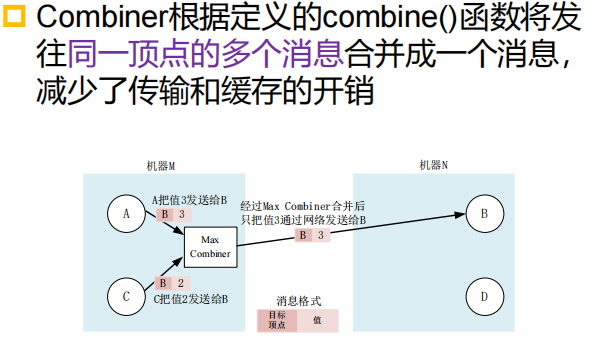 Combiner根据定义的combine()函数将发
往同一顶点的多个消息合并成一个消息，
减少了传输和缓存的开销
机器M
机器N
A把值3发送给B
A
B 3
Max
Combiner
经过Max Combiner合并后
只把值3通过网络发送给B
B 3
B
C
B 2
C把值2发送给B
D
消息格式
目标
顶点
值